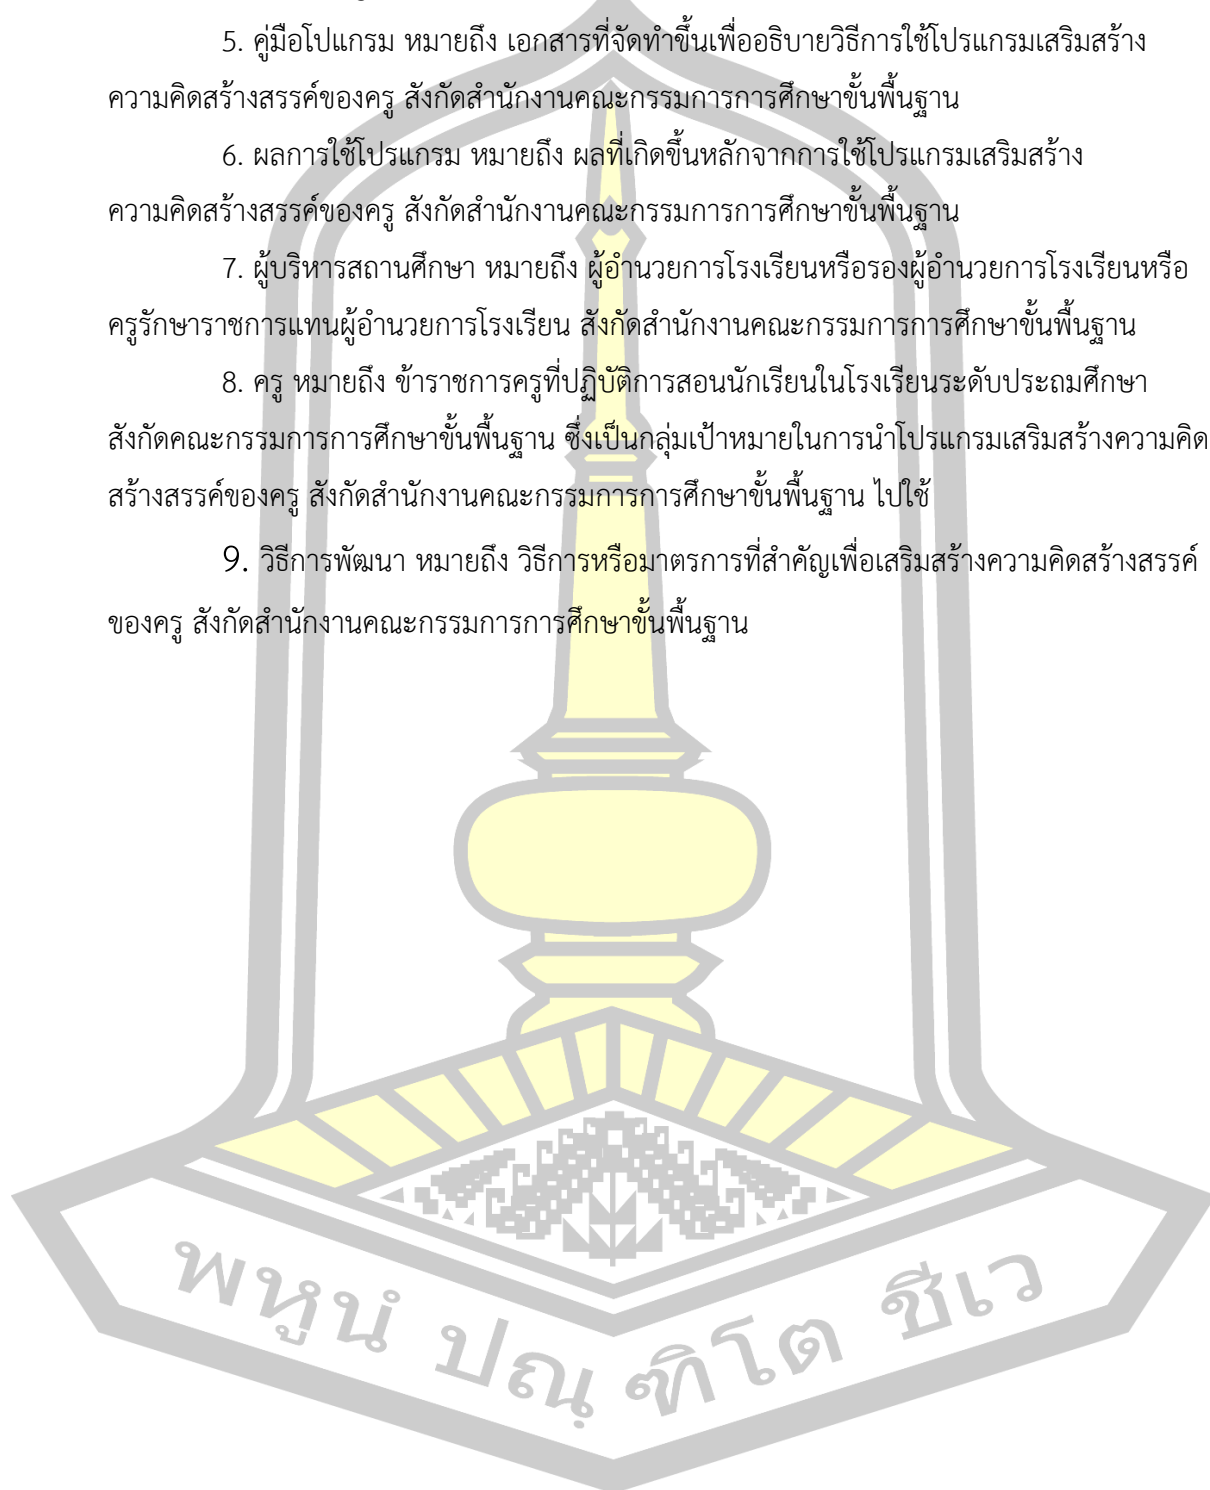 5. คู่มือโปรแกรม หมายถึง เอกสารที่จัดทำขึ้นเพื่ออธิบายวิธีการใช้โปรแกรมเสริมสร้าง
ความคิดสร้างสรรค์ของครู สังกัดสำนักงานคณะกรรมการการศึกษาขั้นพื้นฐาน
6. ผลการใช้โปรแกรม หมายถึง ผลที่เกิดขึ้นหลักจากการใช้โปรแกรมเสริมสร้าง
ความคิดสร้างสรรค์ของครู สังกัดสำนักงานคณะกรรมการการศึกษาขั้นพื้นฐาน
7. ผู้บริหารสถานศึกษา หมายถึง ผู้อำนวยการโรงเรียนหรือรองผู้อำนวยการโรงเรียนหรือ
ครูรักษาราชการแทนผู้อำนวยการโรงเรียน สังกัดสำนักงานคณะกรรมการการศึกษาขั้นพื้นฐาน
8. ครู หมายถึง ข้าราชการครูที่ปฏิบัติการสอนนักเรียนในโรงเรียนระดับประถมศึกษา
สังกัดคณะกรรมการการศึกษาขั้นพื้นฐาน ซึ่งเป็นกลุ่มเป้าหมายในการนำโปรแกรมเสริมสร้างความคิด
สร้างสรรค์ของครู สังกัดสำนักงานคณะกรรมการการศึกษาขั้นพื้นฐาน ไปใช้
9. วิธีการพัฒนา หมายถึง วิธีการหรือมาตรการที่สำคัญเพื่อเสริมสร้างความคิดสร้างสรรค์
ของครู สังกัดสำนักงานคณะกรรมการการศึกษาขั้นพื้นฐาน
พหูนํ ปณฺฑิโต ชีเว